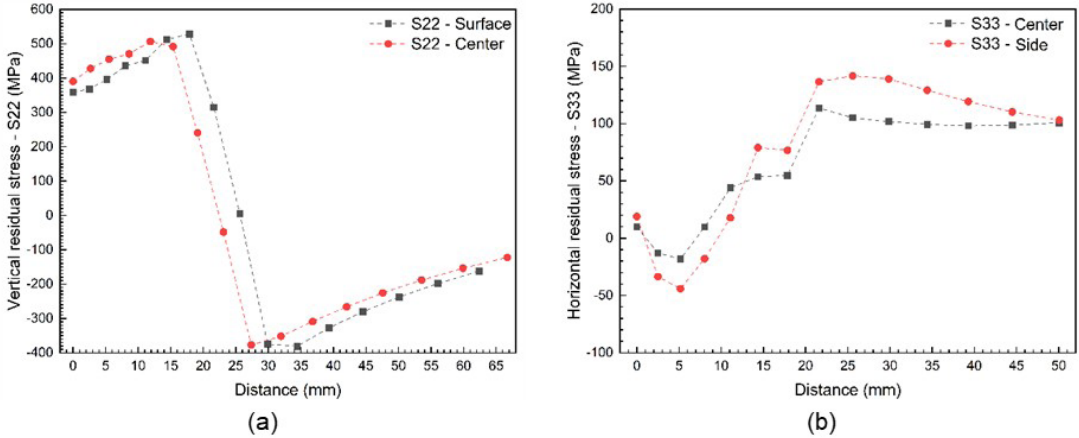 Vertical residual stress - S22 (MPa)
600
500
400
300
200
100
0
-100
-200
-300
-400
S22 - Surface
S22 - Center
0 5 10 15 20 25 30 35 40 45 50 55 60 65
Distance (mm)
(a)
Horizontal residual stress - S33 (MPa)
200
150
100
50
0
-50
-100
S33 - Center
S33 - Side
0 5 10 15 20 25 30 35 40 45 50
Distance (mm)
(b)